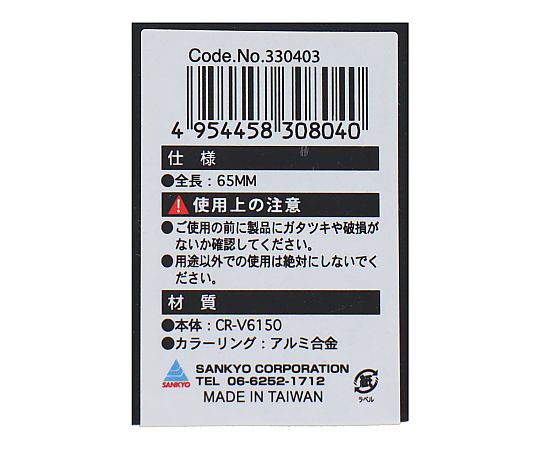 Code.No.330403
4 954458 308040
仕 様
●全長：65MM
使用上の注意
●ご使用の前に製品にガタツキや破損が
ないか確認してください。
●用途以外での使用は絶対にしないでく
ださい。
材 質
●本体：CR-V6150
●カラーリング：アルミ合金
SANKYO CORPORATION
SANKYO
TEL 06-6252-1712
MADE IN TAIWAN
紙
ラベル